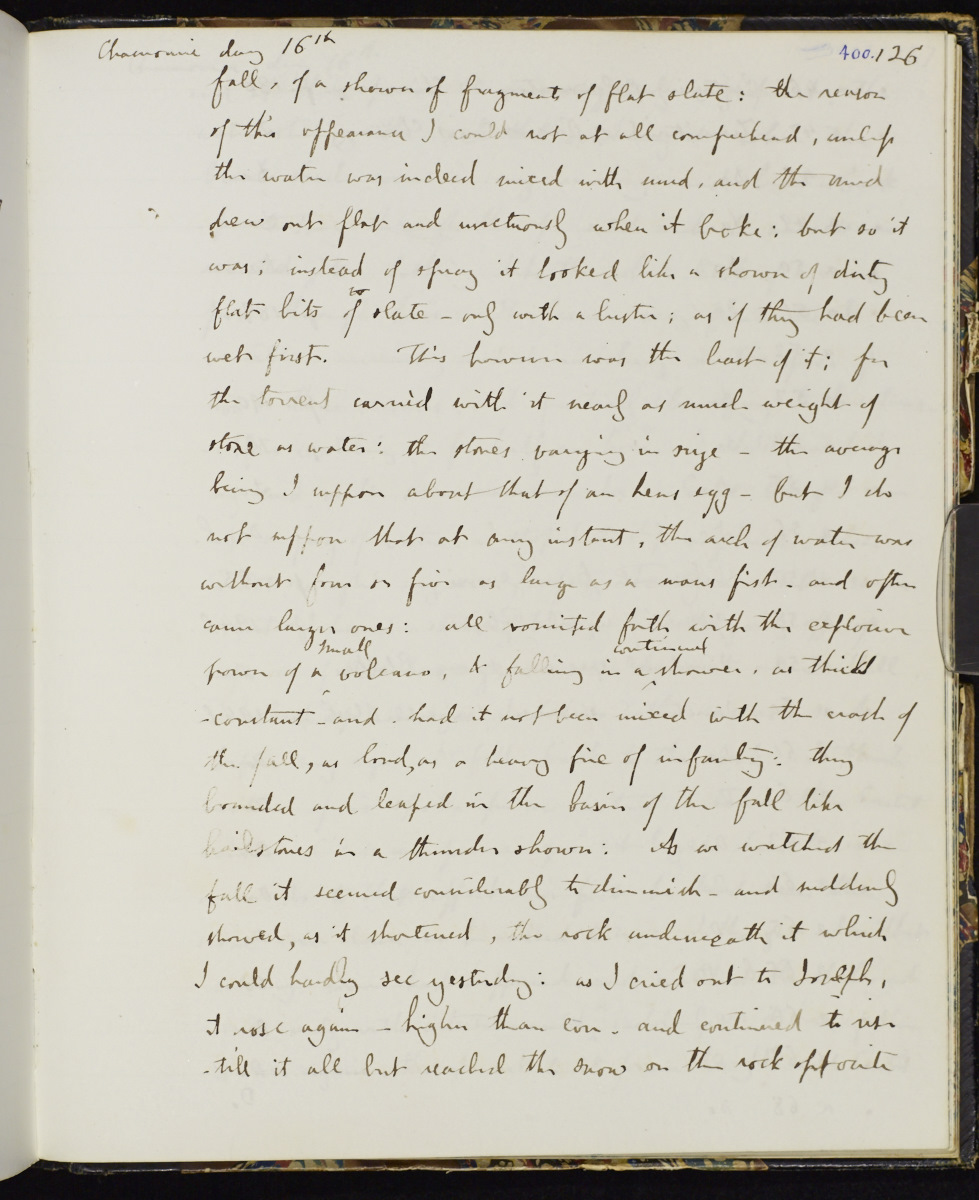 Chamounix day 16th
400. 126
fall, of a shower of fragments of flat slate: the reason
of this appearance I could not at all comprehend, unless
the water was indeed mixed with mud, and the mud
drew out flat and unctuously when it broke: but so it
was; instead of spray it looked like a shower of dirty
flat bits of slate - only with a lustre; as if they had been
wet first. This however was the least of it; for
the torrent carried with it nearly as much weight of
stone as water: the stones varying in size - the average
being I suppose about that of an hens egg - but I do
not suppose that at any instant, the arch of water was
without four or five as large as a mans fist - and often
came larger ones: all vomited forth with the explosive
small continued
power of a volcano, & falling in a shower, as thick
- constant - and - had it not been mixed with the crash of
the fall, as loud, as a heavy fire of infantry: they
bounded and leaped in the basin of the fall like
hailstones in a thunder shower: As we watched the
fall it seemed considerably to diminish - and suddenly
showed, as it shortened, the rock underneath it which
I could hardly see yesterday: as I cried out to Joseph,
it rose again - higher than ever - and continued to rise
- till it all but reached the snow on the rock opposite